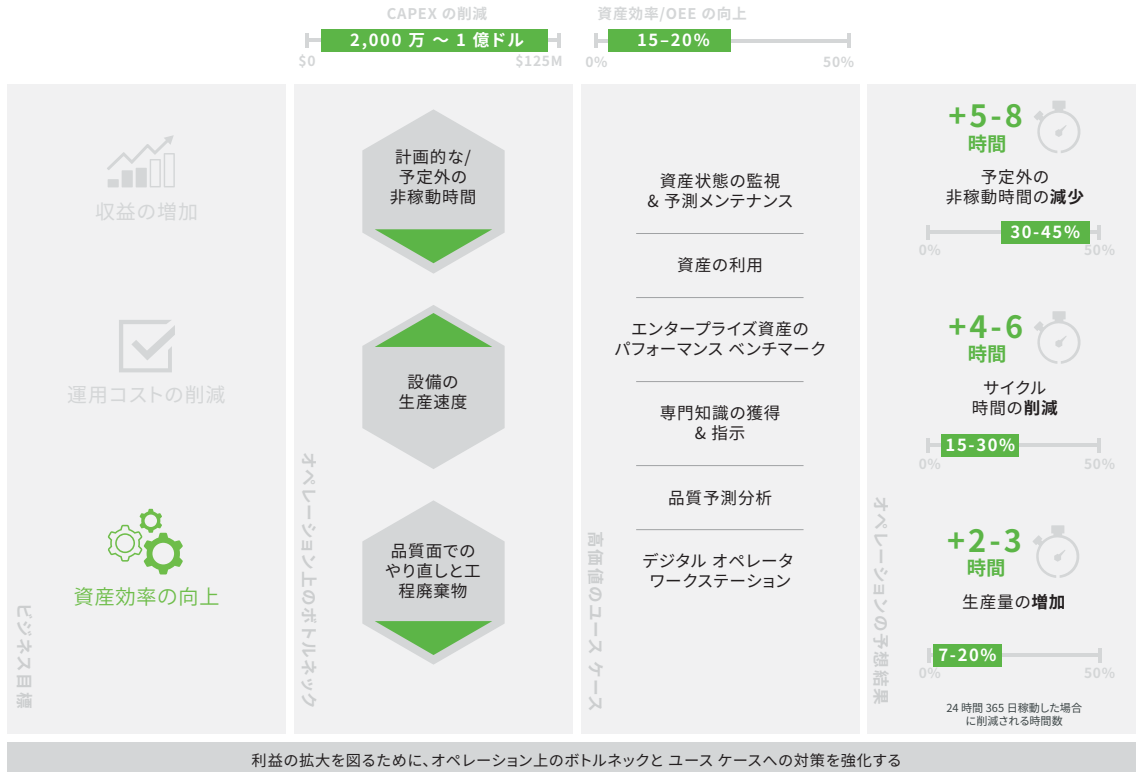 CAPEX の削減
2,000 万 ～ 1 億ドル
$0
$125M
資産効率/OEE の向上
15–20%
0%
50%
収益の増加
運用コストの削減
資産効率の向上
ビジネス目標
計画的な/
予定外の
非稼動時間
設備の
生産速度
品質面での
やり直しと工
程廃棄物
オペレーション上のボトルネック
資産状態の監視
& 予測メンテナンス
資産の利用
エンタープライズ資産の
パフォーマンス ベンチマーク
専門知識の獲得
& 指示
品質予測分析
デジタル オペレータ
ワークステーション
高価値のユース ケース
+5-8
時間
予定外の
非稼動時間の減少
30-45%
0%
50%
+4-6
時間
サイクル
時間の削減
15-30%
0%
50%
+2-3
時間
生産量の増加
7-20%
0%
50%
24 時間 365 日稼動した場合
に削減される時間数
オペレーションの予想結果
利益の拡大を図るために、オペレーション上のボトルネックと ユース ケースへの対策を強化する